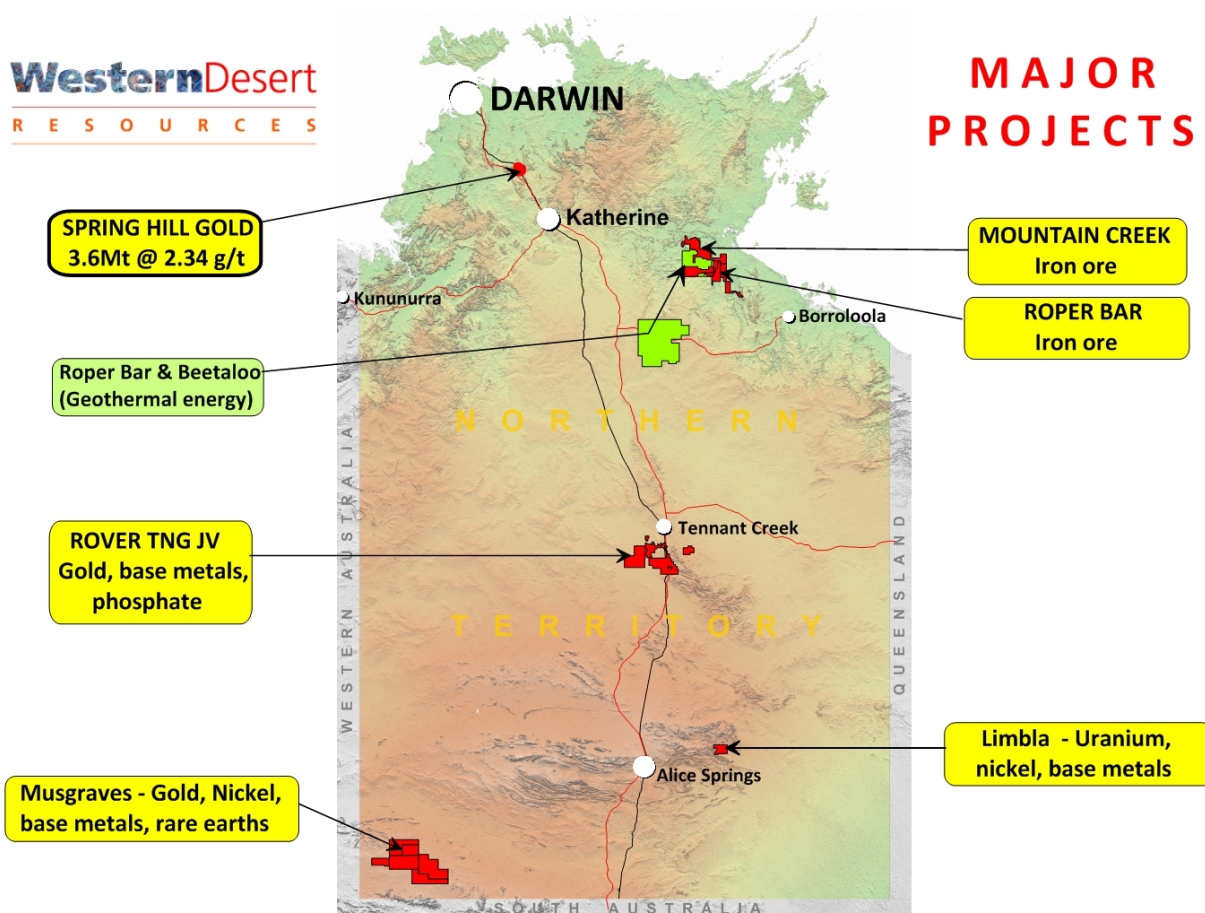 WesternDesert
RESOURCES
MAJOR
PROJECTS
DARWIN
SPRING HILL GOLD
3.6Mt @ 2.34 g/t
Katherine
MOUNTAIN CREEK
Iron ore
Kununurra
ROPER BAR
Iron ore
Borroloola
Roper Bar & Beetaloo
(Geothermal energy)
NORTHERN
WESTERN AUSTRALIA
QUEENSLAND
Tennant Creek
ROVER TNG JV
Gold, base metals,
phosphate
TERRITORY
Limbla - Uranium,
nickel, base metals
Alice Springs
Musgraves - Gold, Nickel,
base metals, rare earths
SOUTH AUSTRALIA